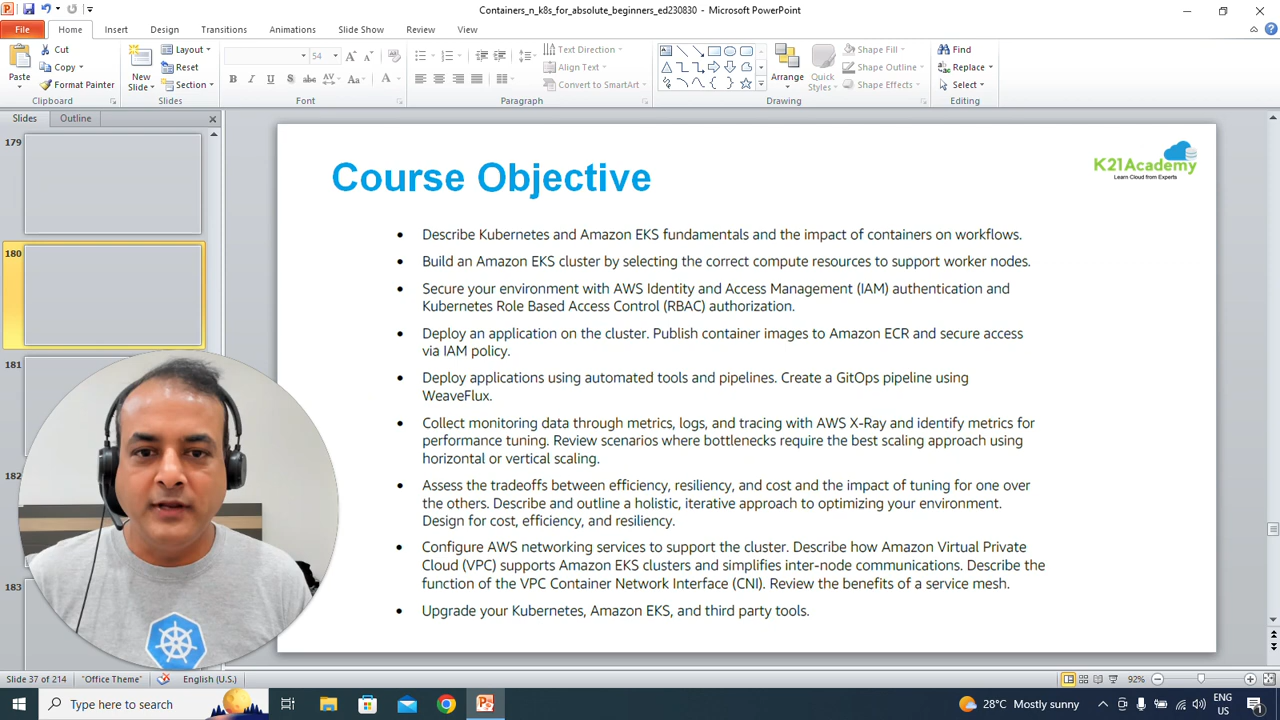 Containers_n_k8s_for_absolute_beginners_ed230830 - Microsoft PowerPoint
File Home Insert Design Transitions Animations Slide Show Review View
Paste Cut Copy Format Painter New Slide Layout Reset Section 54 Text Direction Align Text Convert to SmartArt Arrange Quick Styles Shape Fill Shape Outline Shape Effects Find Replace Select
Clipboard Slides Font Paragraph Drawing Editing
Slides Outline
179
180
181
182
183
Course Objective
K21Academy
Learn Cloud from Experts
• Describe Kubernetes and Amazon EKS fundamentals and the impact of containers on workflows.
• Build an Amazon EKS cluster by selecting the correct compute resources to support worker nodes.
• Secure your environment with AWS Identity and Access Management (IAM) authentication and
Kubernetes Role Based Access Control (RBAC) authorization.
• Deploy an application on the cluster. Publish container images to Amazon ECR and secure access
via IAM policy.
• Deploy applications using automated tools and pipelines. Create a GitOps pipeline using
WeaveFlux.
• Collect monitoring data through metrics, logs, and tracing with AWS X-Ray and identify metrics for
performance tuning. Review scenarios where bottlenecks require the best scaling approach using
horizontal or vertical scaling.
• Assess the tradeoffs between efficiency, resiliency, and cost and the impact of tuning for one over
the others. Describe and outline a holistic, iterative approach to optimizing your environment.
Design for cost, efficiency, and resiliency.
• Configure AWS networking services to support the cluster. Describe how Amazon Virtual Private
Cloud (VPC) supports Amazon EKS clusters and simplifies inter-node communications. Describe the
function of the VPC Container Network Interface (CNI). Review the benefits of a service mesh.
• Upgrade your Kubernetes, Amazon EKS, and third party tools.
Slide 37 of 214 "Office Theme" English (U.S.) 92%
Type here to search 28°C Mostly sunny ENG
US
1